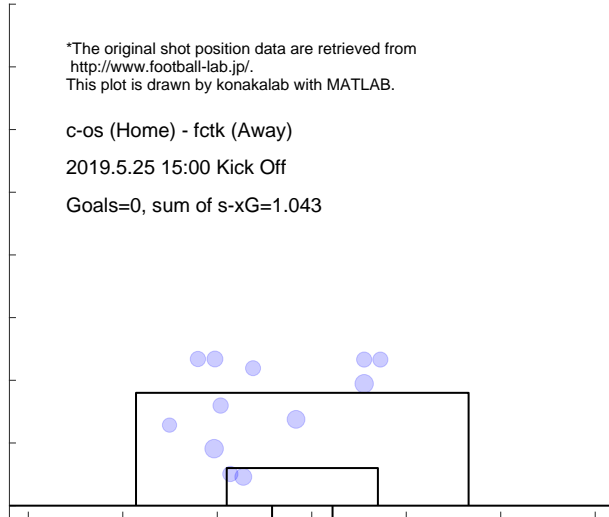 *The original shot position data are retrieved from
http://www.football-lab.jp/.
This plot is drawn by konakalab with MATLAB.
c-os (Home) - fctk (Away)
2019.5.25 15:00 Kick Off
Goals=0, sum of s-xG=1.043